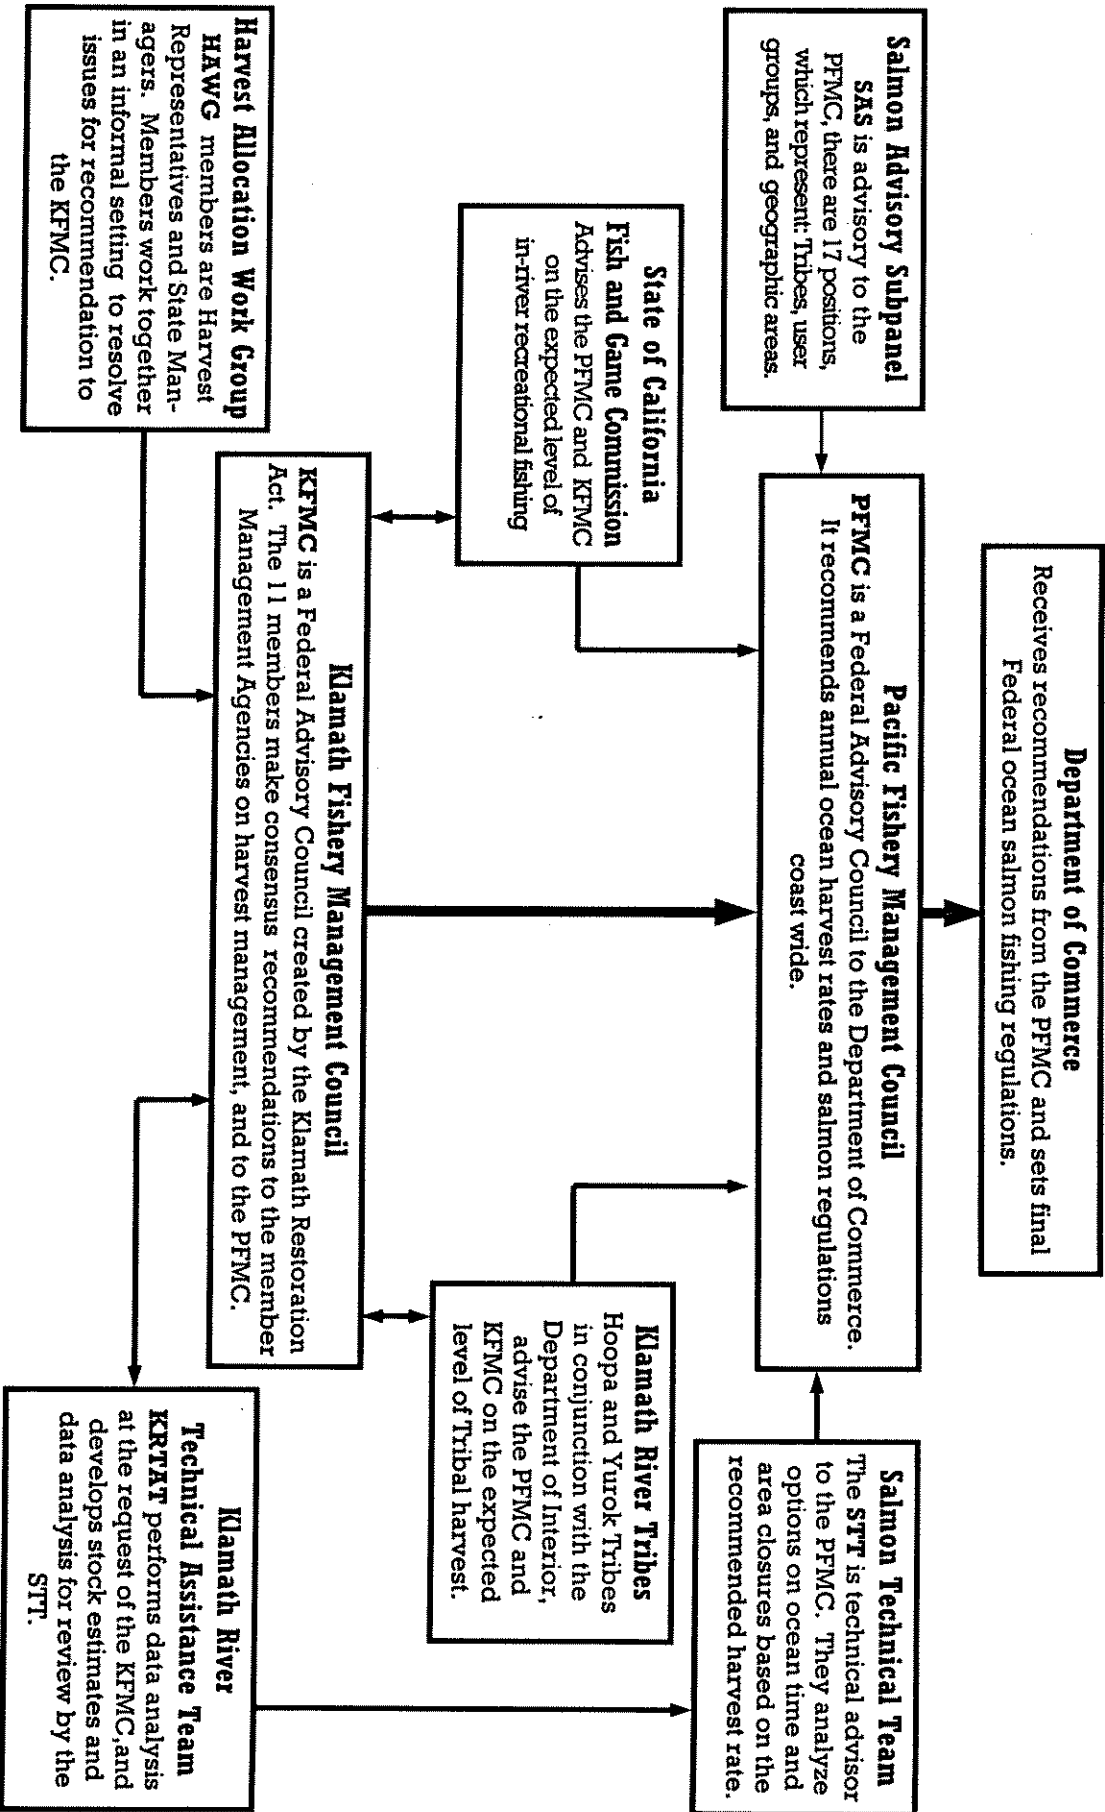 Department of Commerce
Receives recommendations from the PFMC and sets final
Federal ocean salmon fishing regulations.
Salmon Advisory Subpanel
SAS is advisory to the
PFMC, there are 17 positions,
which represent: Tribes, user
groups, and geographic areas.
Pacific Fishery Management Council
PFMC is a Federal Advisory Council to the Department of Commerce.
It recommends annual ocean harvest rates and salmon regulations
coast wide.
Salmon Technical Team
The STT is technical advisor
to the PFMC. They analyze
options on ocean time and
area closures based on the
recommended harvest rate.
State of California
Fish and Game Commission
Advises the PFMC and KFMC
on the expected level of
in-river recreational fishing
Klamath River Tribes
Hoopa and Yurok Tribes
in conjunction with the
Department of Interior,
advise the PFMC and
KFMC on the expected
level of Tribal harvest.
Harvest Allocation Work Group
HAWG members are Harvest
Representatives and State Man-
agers. Members work together
in an informal setting to resolve
issues for recommendation to
the KFMC.
Klamath Fishery Management Council
KFMC is a Federal Advisory Council created by the Klamath Restoration
Act. The 11 members make consensus recommendations to the member
Management Agencies on harvest management, and to the PFMC.
Klamath River
Technical Assistance Team
KRTAT performs data analysis
at the request of the KFMC,and
develops stock estimates and
data analysis for review by the
STT.